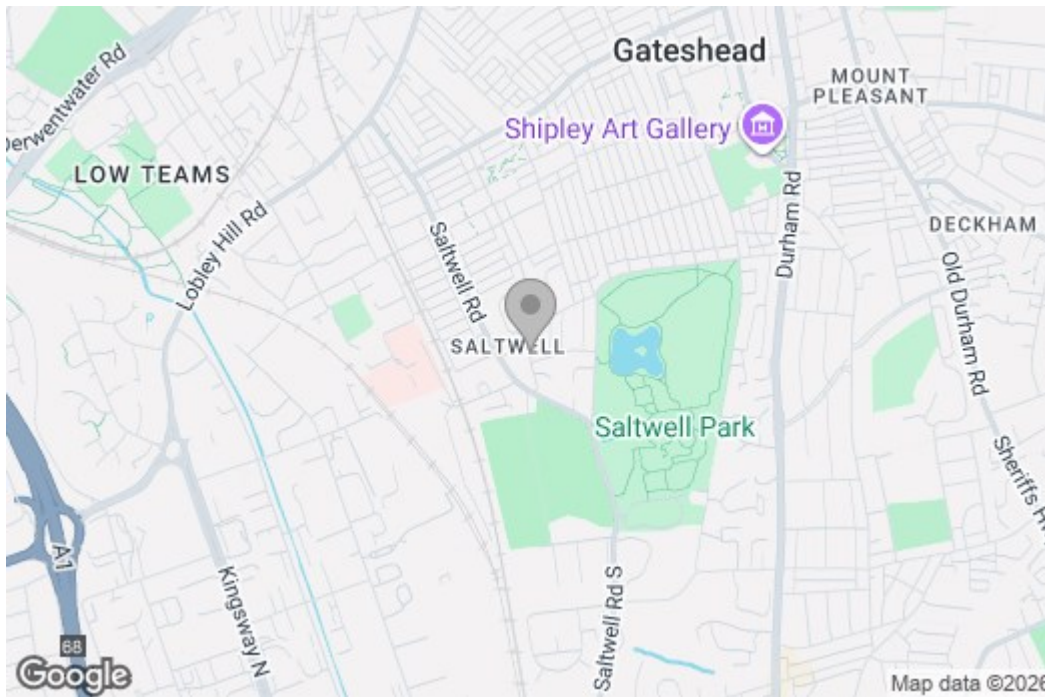 Gateshead
MOUNT
PLEASANT
Shipley Art Gallery
Derwentwater Rd
LOW TEAMS
Lobley Hill Rd
Saltwell Rd
Durham Rd
DECKHAM
Old Durham Rd
SALTWELL
Saltwell Park
Sheriffs
A1
68
Kingsway N
Saltwell Rd S
Google
Map data ©2026